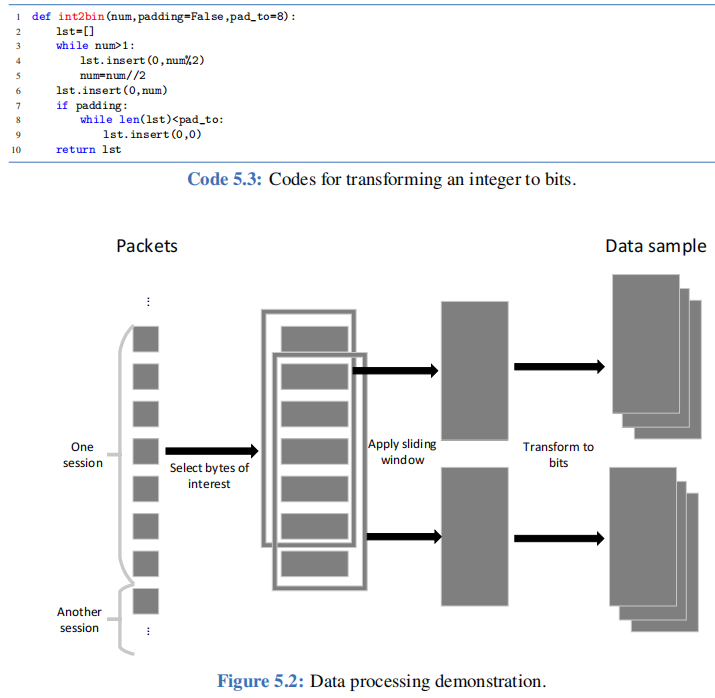 1 def int2bin(num,padding=False,pad_to=8):
2 lst=[]
3 while num>1:
4 lst.insert(0,num%2)
5 num=num//2
6 lst.insert(0,num)
7 if padding:
8 while len(lst)<pad_to:
9 lst.insert(0,0)
10 return lst
Code 5.3: Codes for transforming an integer to bits.
Packets
Data sample
...
One
session
Select bytes of
interest
Apply sliding
window
Transform to
bits
Another
session
...
Figure 5.2: Data processing demonstration.